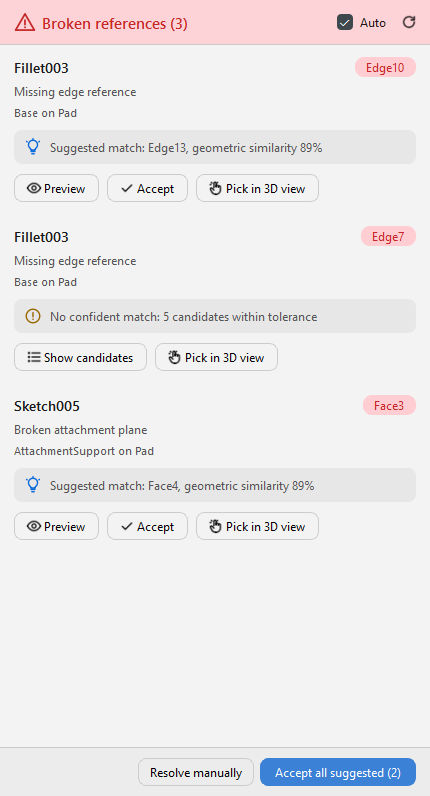 Broken references (3) Auto
Fillet003 Edge10
Missing edge reference
Base on Pad
Suggested match: Edge13, geometric similarity 89%
Preview Accept Pick in 3D view
Fillet003 Edge7
Missing edge reference
Base on Pad
No confident match: 5 candidates within tolerance
Show candidates Pick in 3D view
Sketch005 Face3
Broken attachment plane
AttachmentSupport on Pad
Suggested match: Face4, geometric similarity 89%
Preview Accept Pick in 3D view
Resolve manually Accept all suggested (2)